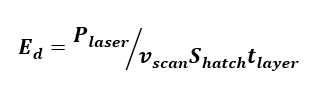 E_d = P_laser/v_scan S_hatch t_layer